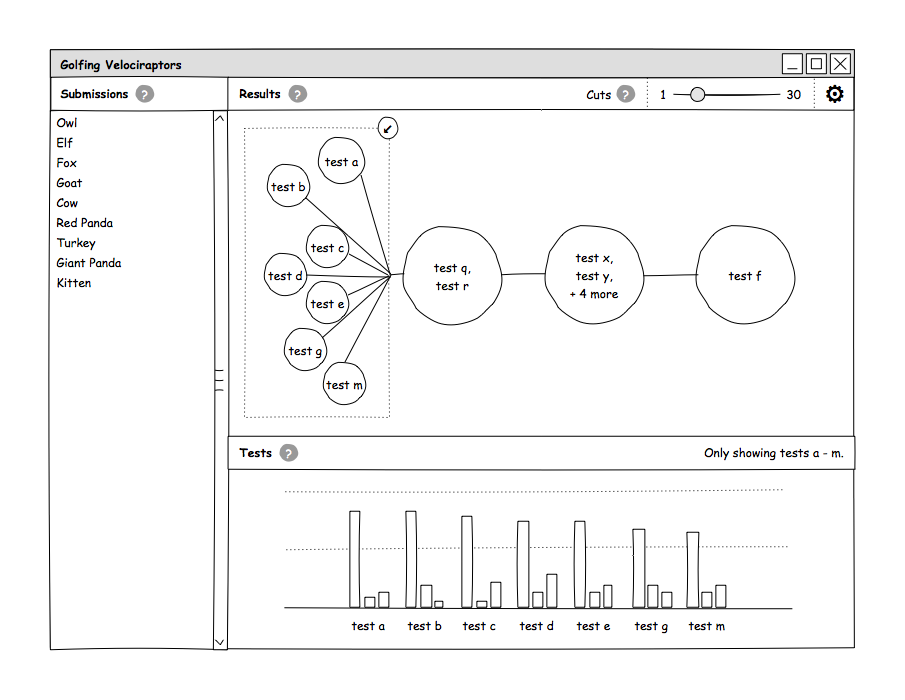 Golfing Velociraptors
Submissions ?
Results ?
Cuts ? 1 30
Owl
Elf
Fox
Goat
Cow
Red Panda
Turkey
Giant Panda
Kitten
test a
test b
test c
test d
test e
test g
test m
test q,
test r
test x,
test y,
+ 4 more
test f
Tests ?
Only showing tests a - m.
test a test b test c test d test e test g test m